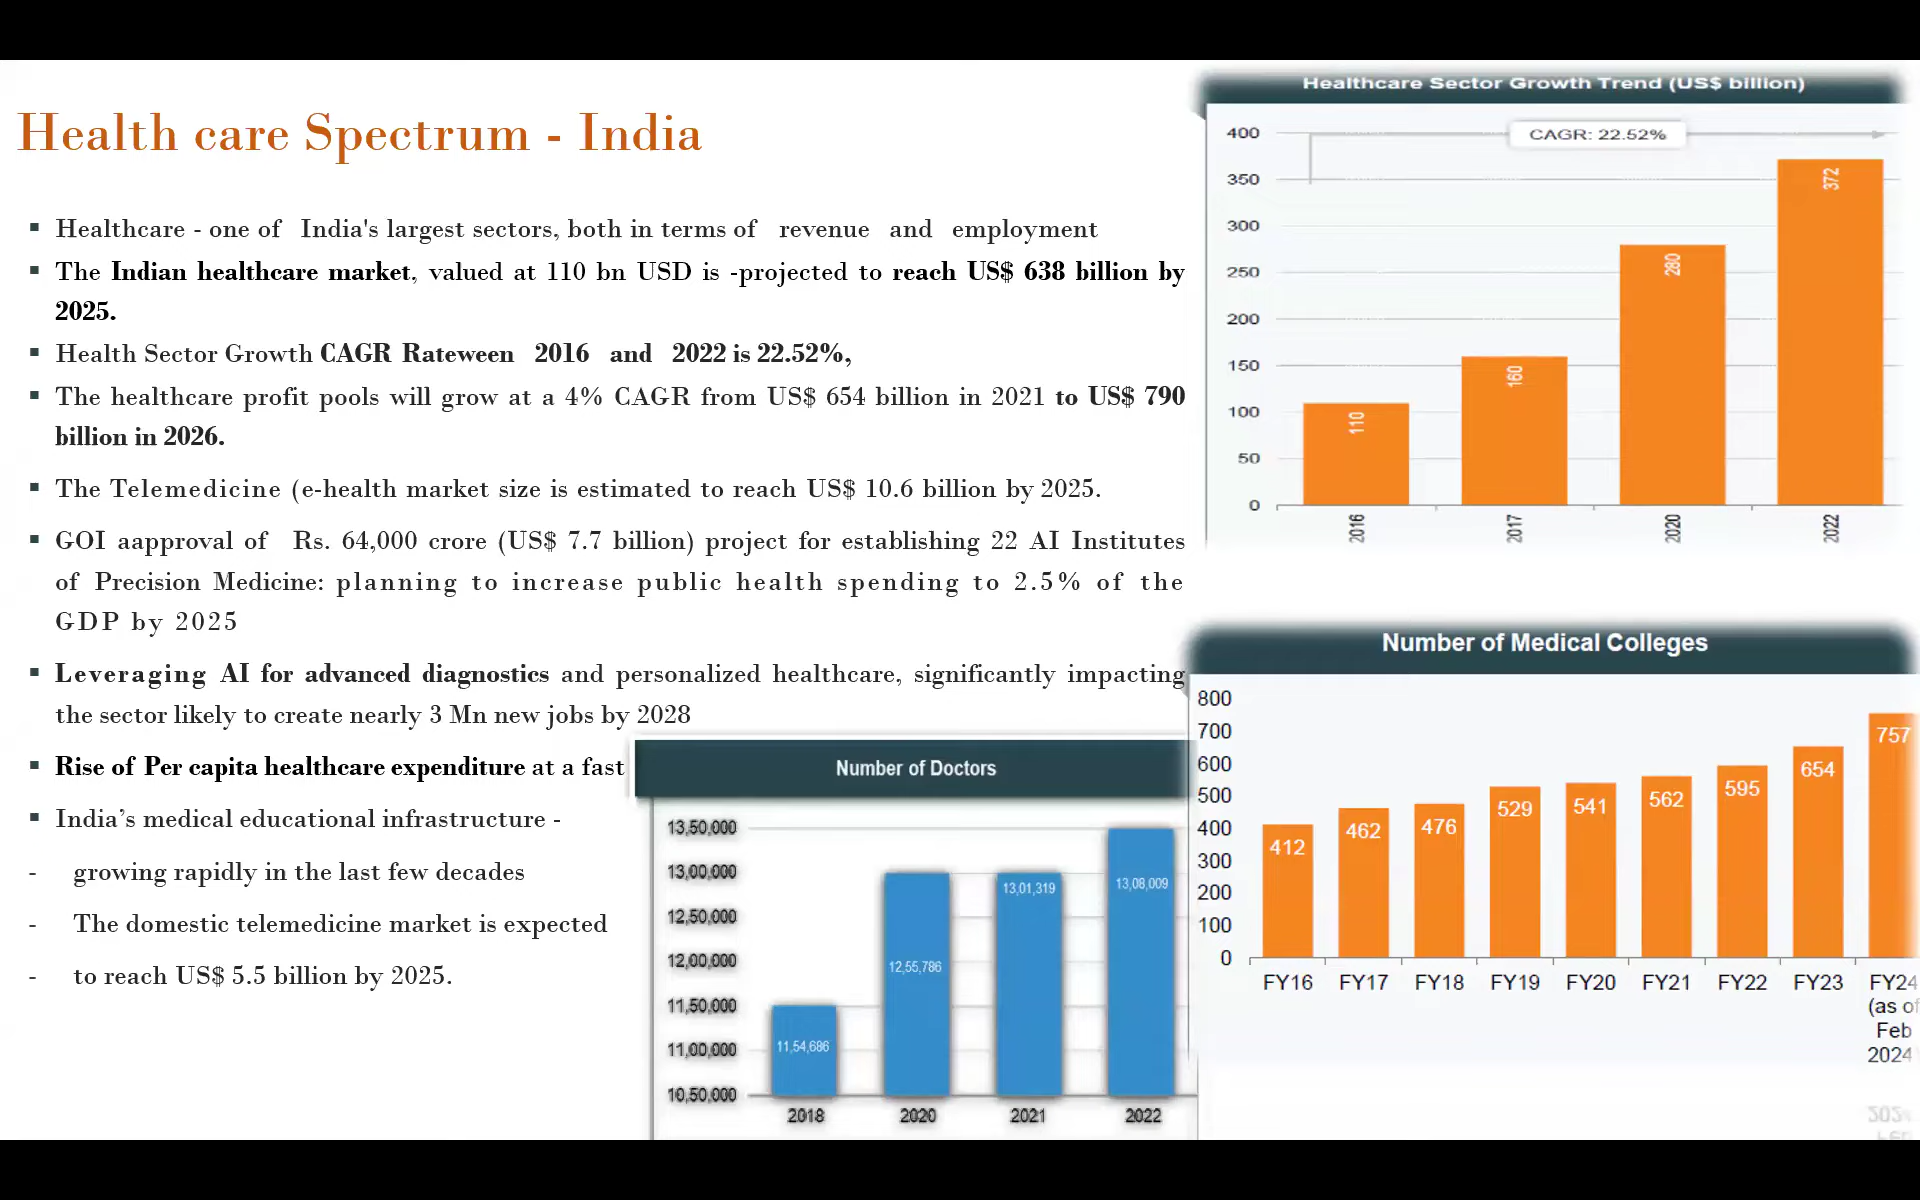 Health care Spectrum - India
▪ Healthcare - one of India's largest sectors, both in terms of revenue and employment
▪ The Indian healthcare market, valued at 110 bn USD is -projected to reach US$ 638 billion by
2025.
▪ Health Sector Growth CAGR Rateween 2016 and 2022 is 22.52%,
▪ The healthcare profit pools will grow at a 4% CAGR from US$ 654 billion in 2021 to US$ 790
billion in 2026.
▪ The Telemedicine (e-health market size is estimated to reach US$ 10.6 billion by 2025.
▪ GOI aapproval of Rs. 64,000 crore (US$ 7.7 billion) project for establishing 22 AI Institutes
of Precision Medicine: planning to increase public health spending to 2.5% of the
GDP by 2025
▪ Leveraging AI for advanced diagnostics and personalized healthcare, significantly impacting
the sector likely to create nearly 3 Mn new jobs by 2028
▪ Rise of Per capita healthcare expenditure at a fast
▪ India’s medical educational infrastructure -
- growing rapidly in the last few decades
- The domestic telemedicine market is expected
- to reach US$ 5.5 billion by 2025.
Healthcare Sector Growth Trend (US$ billion)
CAGR: 22.52%
400
350
300
250
200
150
100
50
0
110
160
280
372
2016 2017 2020 2022
Number of Doctors
13,50,000
13,00,000
12,50,000
12,00,000
11,50,000
11,00,000
10,50,000
11,54,686
12,55,786
13,01,319
13,08,009
2018 2020 2021 2022
Number of Medical Colleges
800
700
600
500
400
300
200
100
0
412 462 476 529 541 562 595 654 757
FY16 FY17 FY18 FY19 FY20 FY21 FY22 FY23 FY24
(as of
Feb
2024